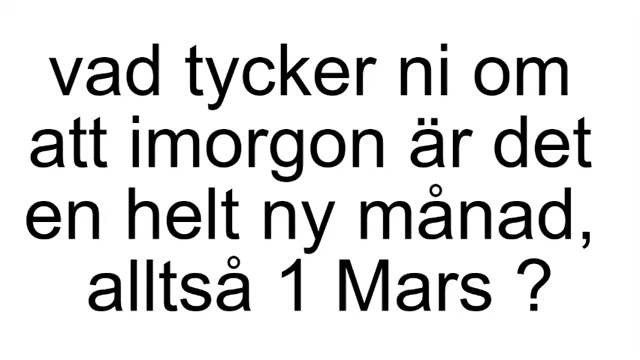 vad tycker ni om
att imorgon är det
en helt ny månad,
alltså 1 Mars ?